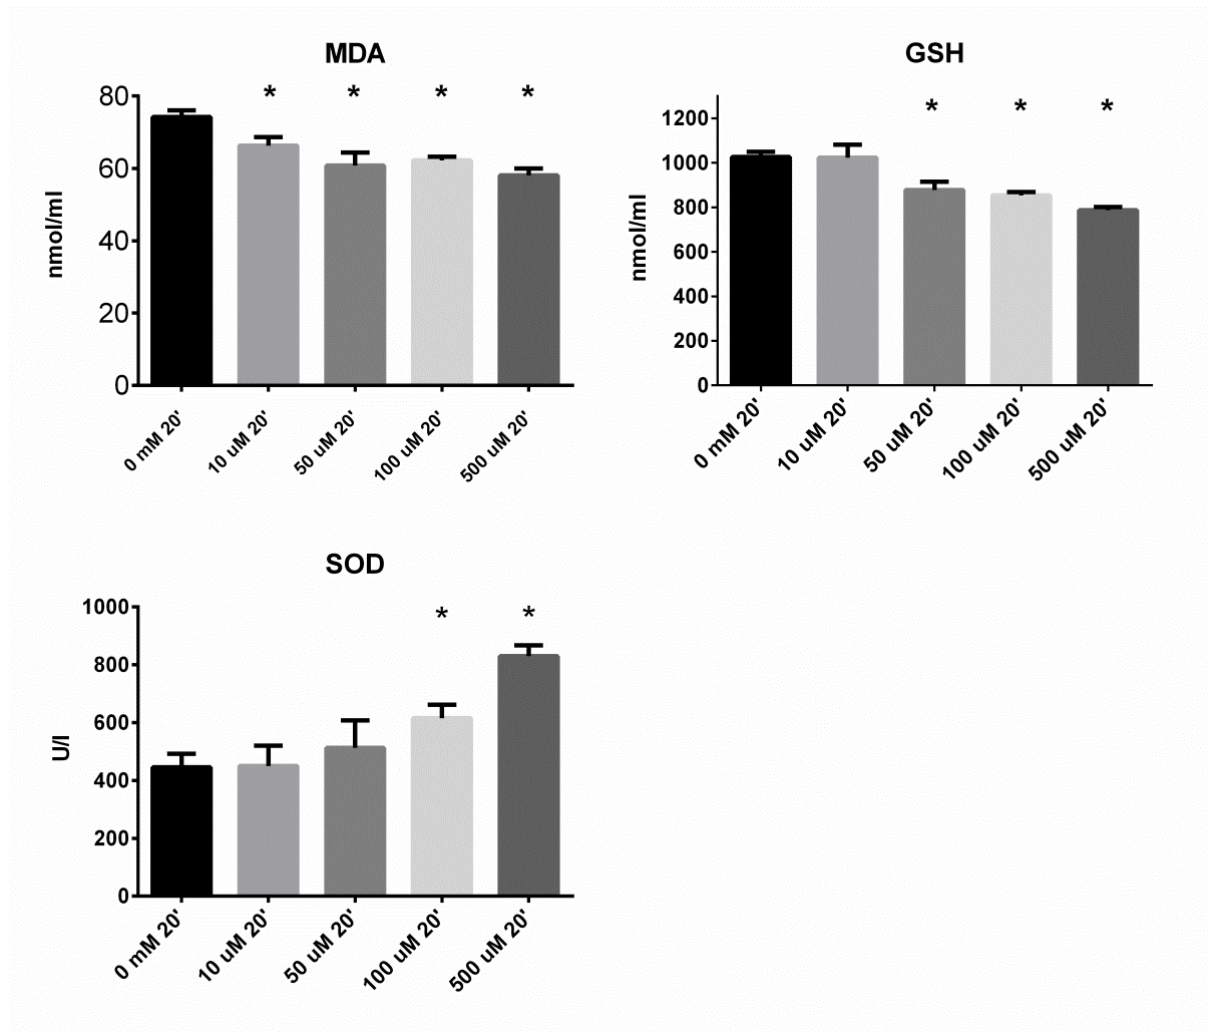 MDA
* * * *
80
60
40
20
0
nmol/ml
0 mM 20'
10 uM 20'
50 uM 20'
100 uM 20'
500 uM 20'
GSH
* * *
1200
1000
800
600
400
200
0
nmol/ml
0 mM 20'
10 uM 20'
50 uM 20'
100 uM 20'
500 uM 20'
SOD
* *
1000
800
600
400
200
0
U/l
0 mM 20'
10 uM 20'
50 uM 20'
100 uM 20'
500 uM 20'